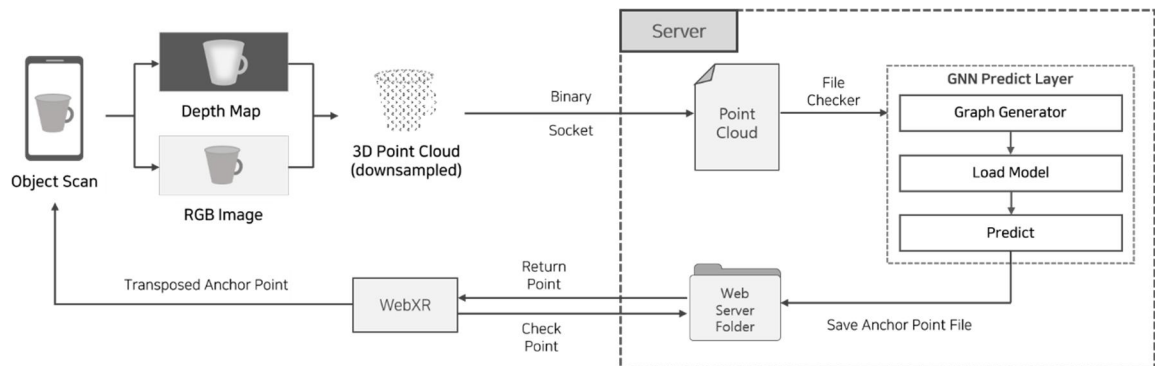 Server
Depth Map
Object Scan
RGB Image
3D Point Cloud
(downsampled)
Binary
Socket
Point
Cloud
File
Checker
GNN Predict Layer
Graph Generator
Load Model
Predict
Transposed Anchor Point
WebXR
Return
Point
Check
Point
Web
Server
Folder
Save Anchor Point File